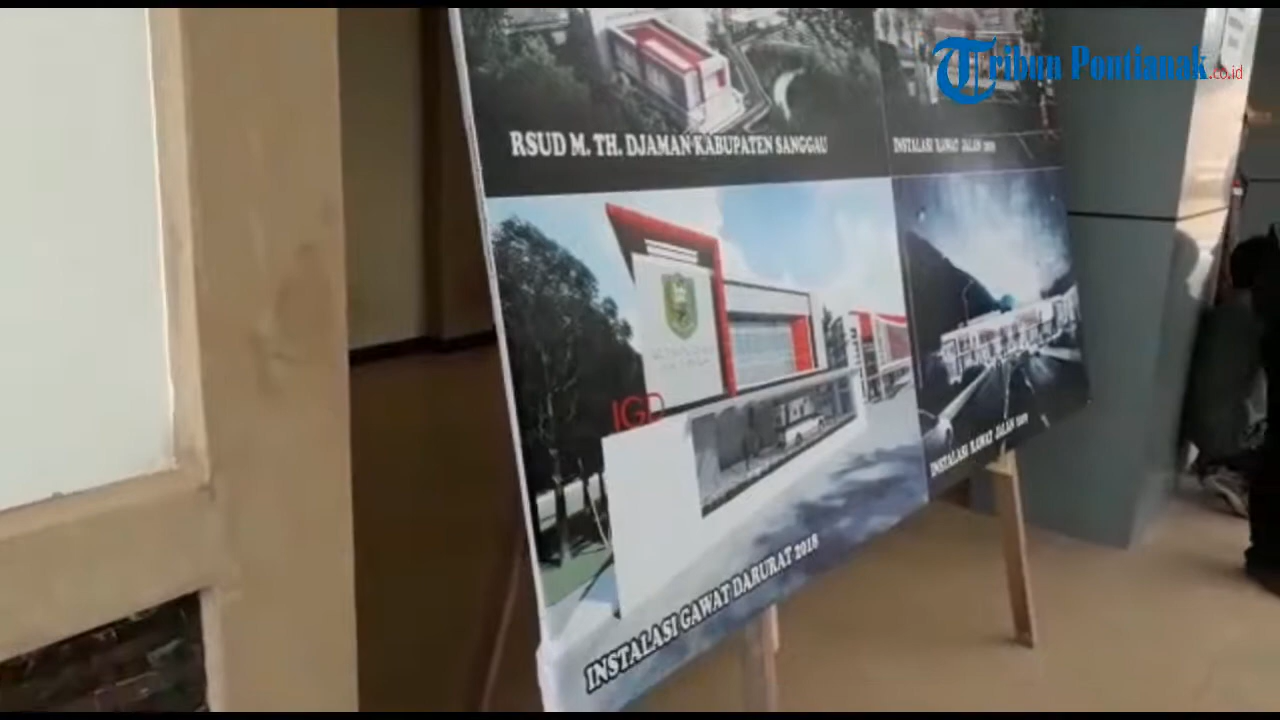 Tribun Pontianak.co.id
RSUD M. TH. DJAMAN KABUPATEN SANGGAU
INSTALASI RAWAT JALAN 2019
IGD
INSTALASI RAWAT JALAN 2019
INSTALASI GAWAT DARURAT 2018